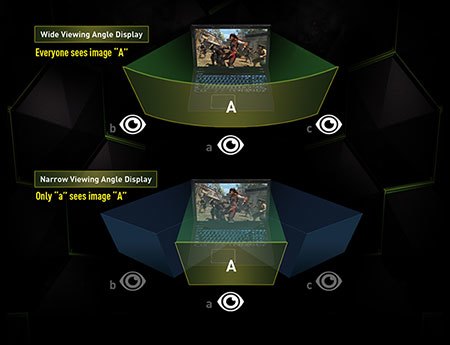 Wide Viewing Angle Display
Everyone sees image “A”
A
b
c
a
Narrow Viewing Angle Display
Only “a” sees image “A”
A
b
c
a